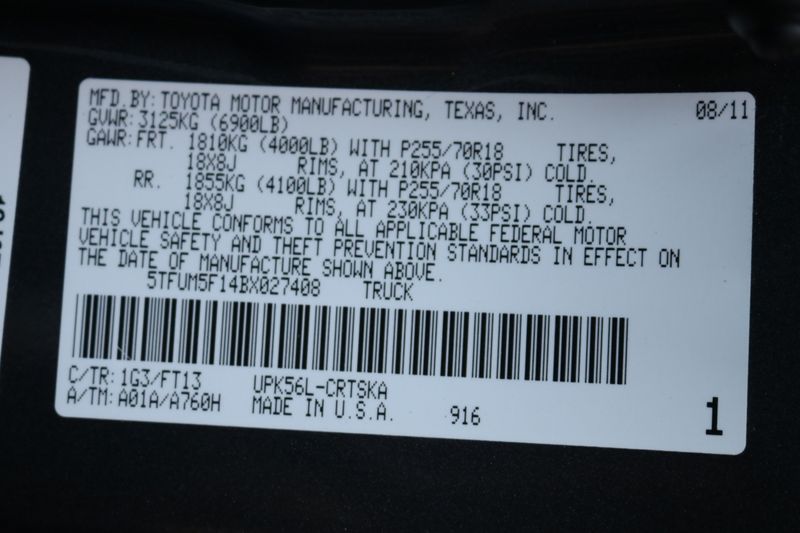 MFD.BY: TOYOTA MOTOR MANUFACTURING, TEXAS, INC. 08/11
GVWR: 3125KG (6900LB)
GAWR: FRT. 1810KG (4000LB) WITH P255/70R18 TIRES,
18X8J RIMS, AT 210KPA (30PSI) COLD.
RR. 1855KG (4100LB) WITH P255/70R18 TIRES,
18X8J RIMS, AT 230KPA (33PSI) COLD.
THIS VEHICLE CONFORMS TO ALL APPLICABLE FEDERAL MOTOR
VEHICLE SAFETY AND THEFT PREVENTION STANDARDS IN EFFECT ON
THE DATE OF MANUFACTURE SHOWN ABOVE.
5TFUM5F14BX027408 TRUCK
C/TR: 1G3/FT13 UPK56L-CRTSKA
A/TM: A01A/A760H MADE IN U.S.A. 916 1